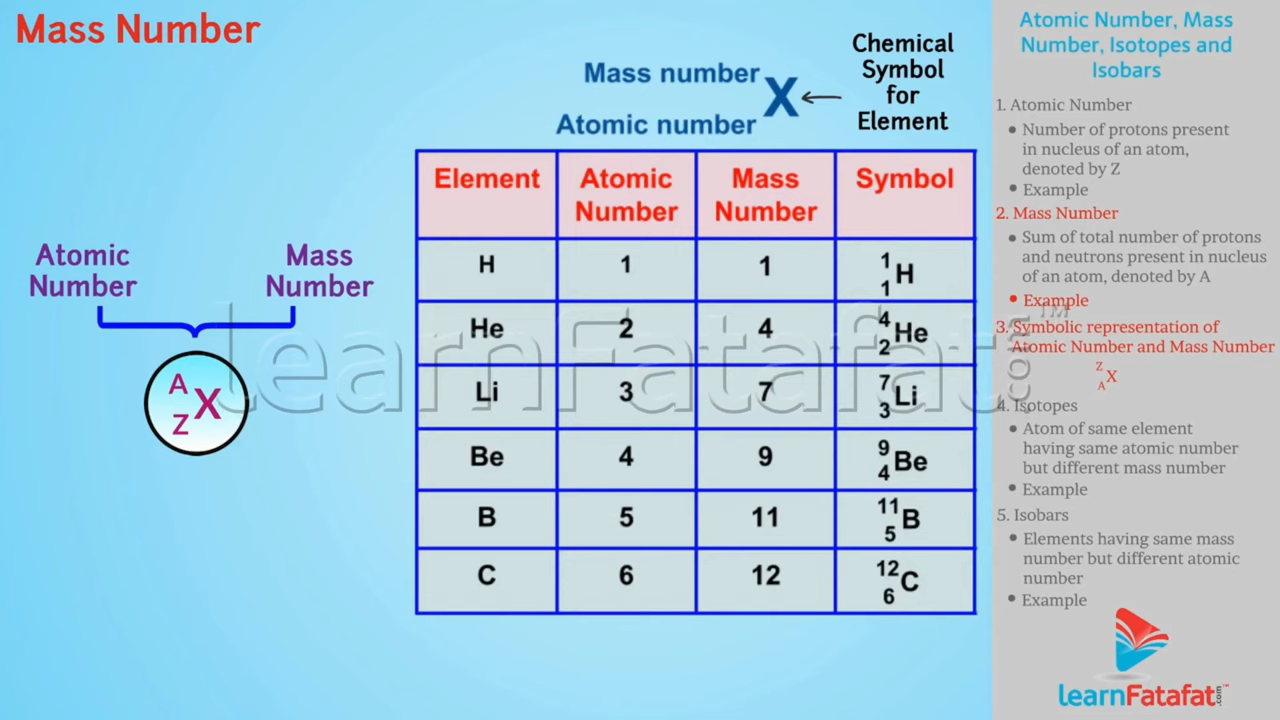 Mass Number
Mass number
Atomic number
X
Chemical
Symbol
for
Element
Atomic
Number
Mass
Number
A
Z
X
Element Atomic Number Mass Number Symbol
H 1 1 1 1 H
He 2 4 4 2 He
Li 3 7 7 3 Li
Be 4 9 9 4 Be
B 5 11 11 5 B
C 6 12 12 6 C
LearnFatafat.com™
Atomic Number, Mass
Number, Isotopes and
Isobars
1. Atomic Number
• Number of protons present
in nucleus of an atom,
denoted by Z
• Example
2. Mass Number
• Sum of total number of protons
and neutrons present in nucleus
of an atom, denoted by A
• Example
3. Symbolic representation of
Atomic Number and Mass Number
Z
A X
4. Isotopes
• Atom of same element
having same atomic number
but different mass number
• Example
5. Isobars
• Elements having same mass
number but different atomic
number
• Example
learnFatafat.com™